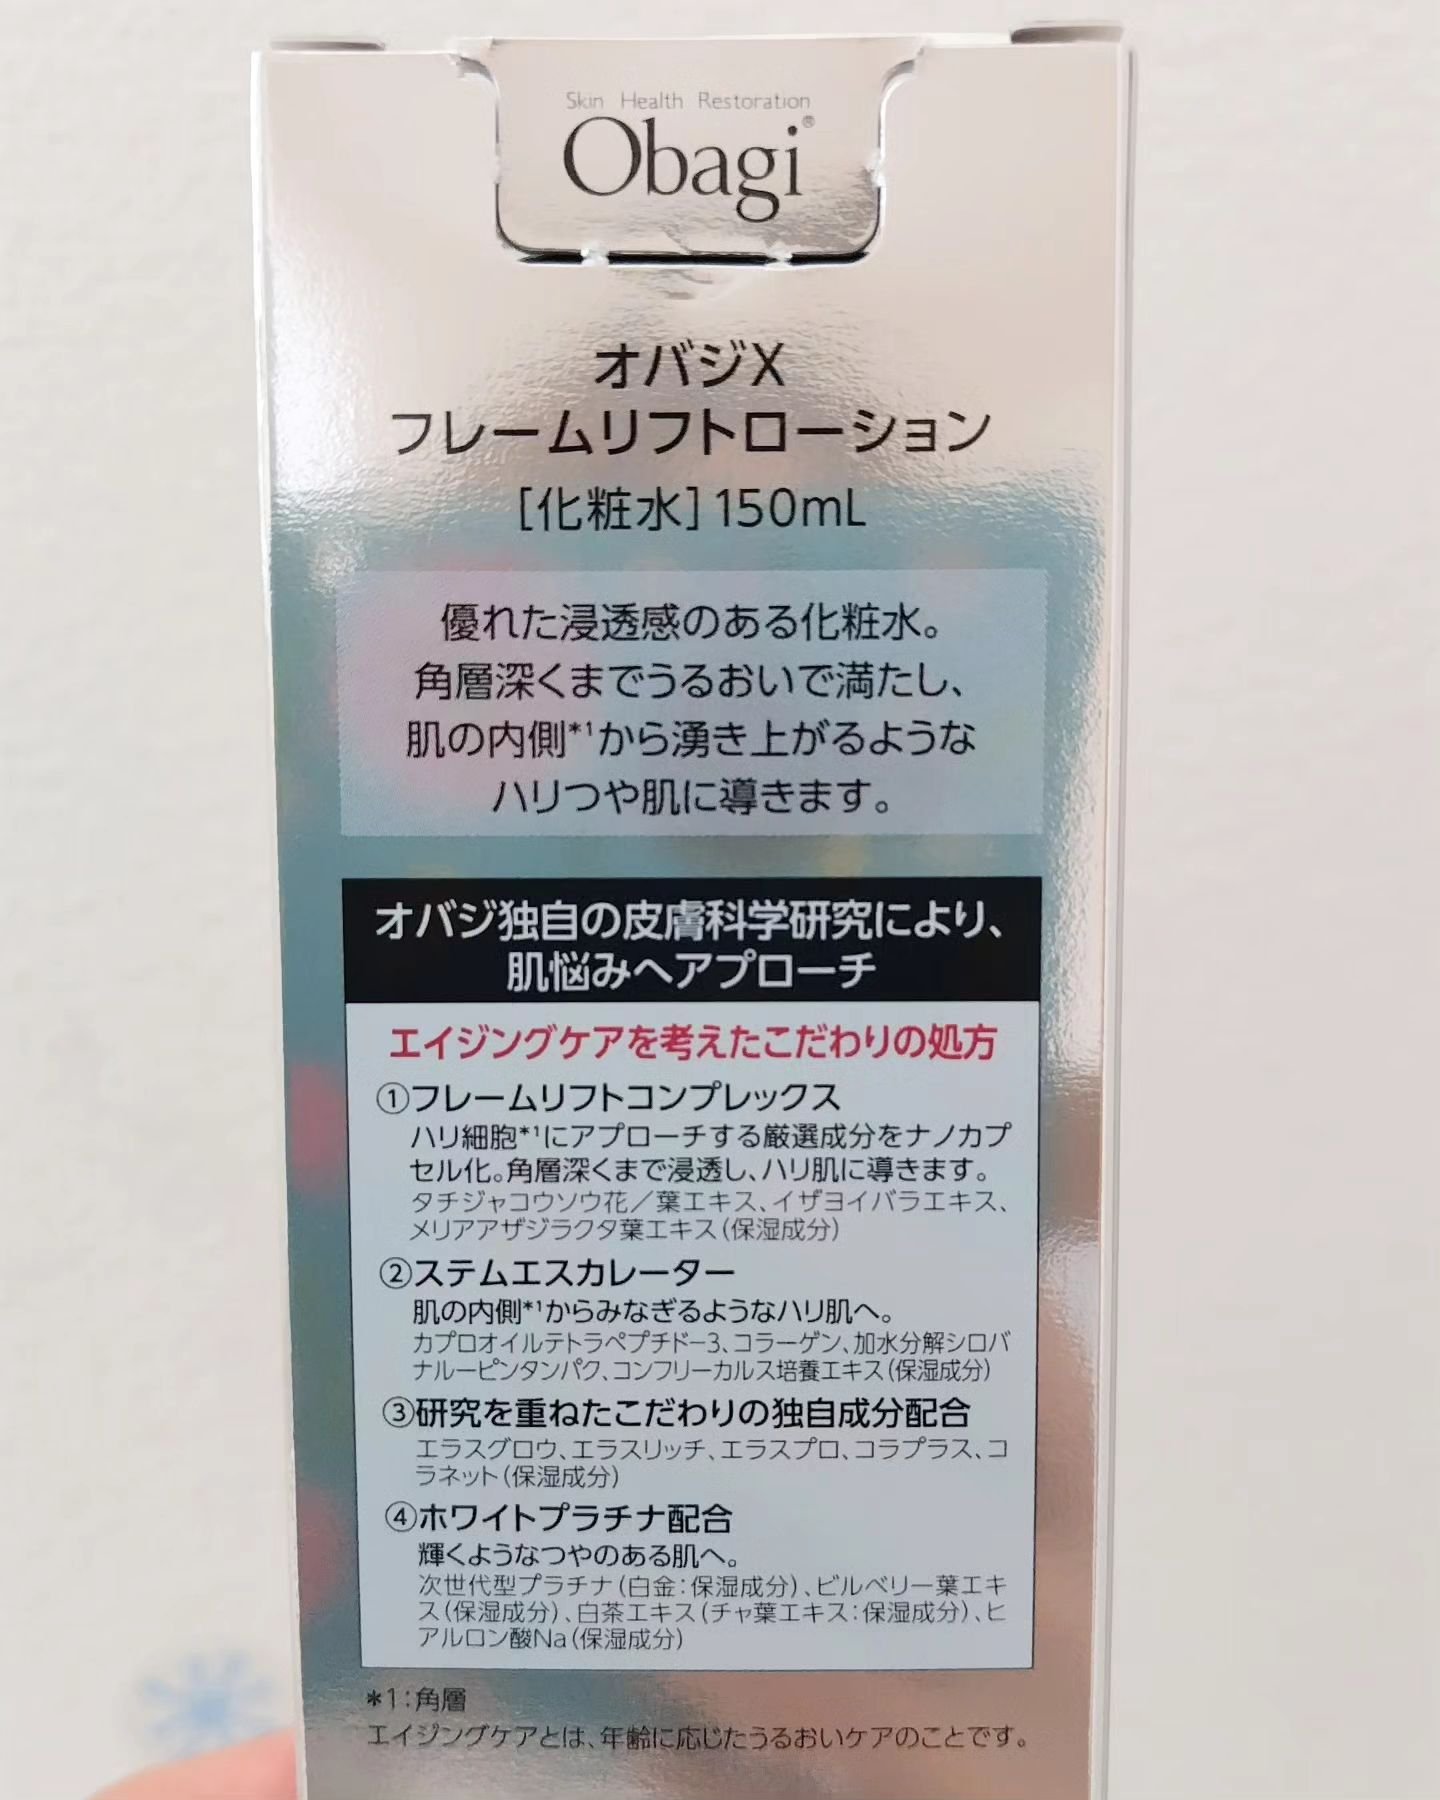 Skin Health Restoration
Obagi®
オバジX
フレームリフトローション
[化粧水]150mL
優れた浸透感のある化粧水。
角層深くまでうるおいで満たし、
肌の内側*1から湧き上がるような
ハリつや肌に導きます。
オバジ独自の皮膚科学研究により、
肌悩みへアプローチ
エイジングケアを考えたこだわりの処方
①フレームリフトコンプレックス
ハリ細胞*1にアプローチする厳選成分をナノカプ
セル化。角層深くまで浸透し、ハリ肌に導きます。
タチジャコウソウ花/葉エキス、イザヨイバラエキス、
メリアアザジラクタ葉エキス(保湿成分)
②ステムエスカレーター
肌の内側*1からみなぎるようなハリ肌へ。
カプロオイルテトラペプチド-3、コラーゲン、加水分解シロバ
ナルーピンタンパク、コンフリーカルス培養エキス(保湿成分)
③研究を重ねたこだわりの独自成分配合
エラスグロウ、エラスリッチ、エラスプロ、コラプラス、コ
ラネット(保湿成分)
④ホワイトプラチナ配合
輝くようなつやのある肌へ。
次世代型プラチナ(白金:保湿成分)、ビルベリー葉エキ
ス(保湿成分)、白茶エキス(チャ葉エキス:保湿成分)、ヒ
アルロン酸Na(保湿成分)
*1:角層
エイジングケアとは、年齢に応じたうるおいケアのことです。